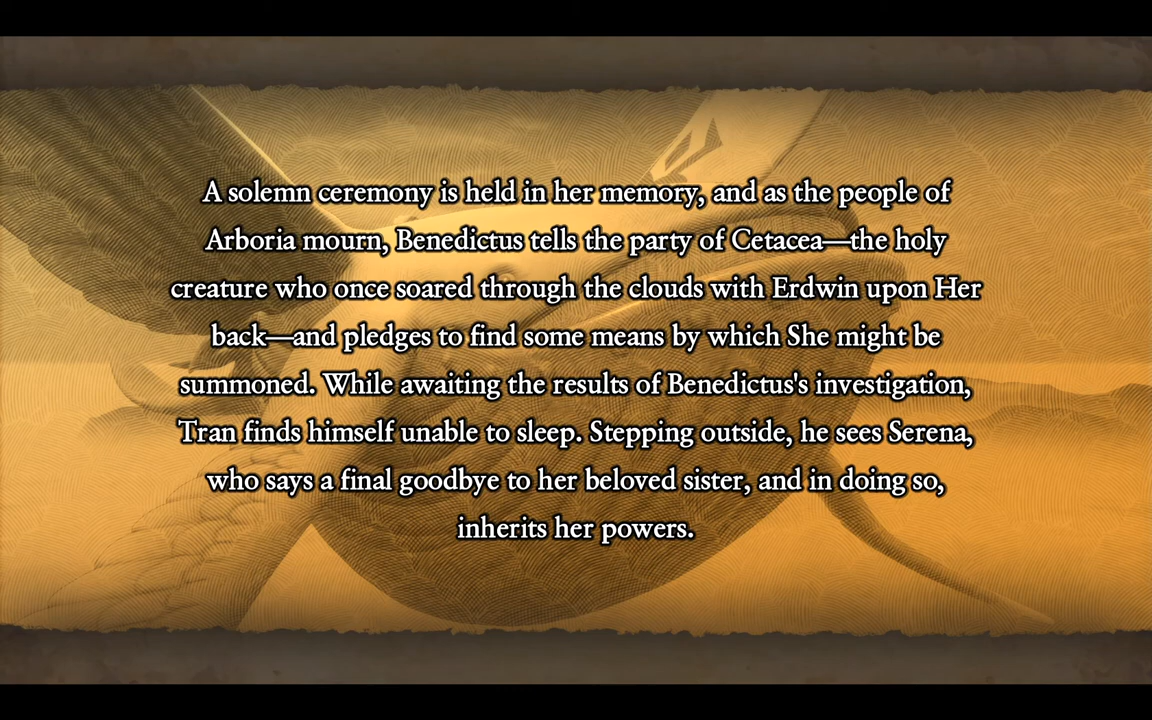 A solemn ceremony is held in her memory, and as the people of
Arboria mourn, Benedictus tells the party of Cetacea—the holy
creature who once soared through the clouds with Erdwin upon Her
back—and pledges to find some means by which She might be
summoned. While awaiting the results of Benedictus's investigation,
Tran finds himself unable to sleep. Stepping outside, he sees Serena,
who says a final goodbye to her beloved sister, and in doing so,
inherits her powers.